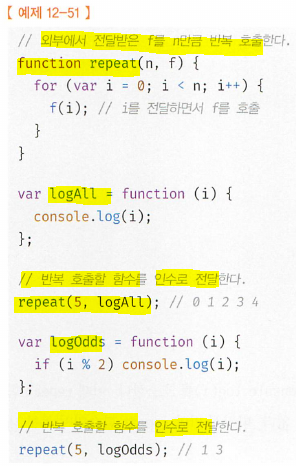 [ 예제 12-51 ]
// 외부에서 전달받은 f를 n만큼 반복 호출한다.
function repeat(n, f) {
  for (var i = 0; i < n; i++) {
    f(i); // i를 전달하면서 f를 호출
  }
}

var logAll = function (i) {
  console.log(i);
};

// 반복 호출할 함수를 인수로 전달한다.
repeat(5, logAll); // 0 1 2 3 4

var logOdds = function (i) {
  if (i % 2) console.log(i);
};

// 반복 호출할 함수를 인수로 전달한다.
repeat(5, logOdds); // 1 3